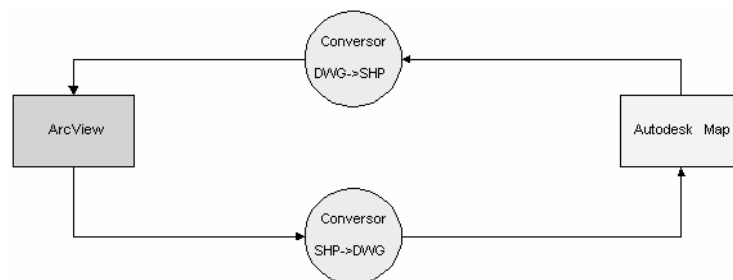 Conversor
DWG->SHP
ArcView
Autodesk Map
Conversor
SHP->DWG